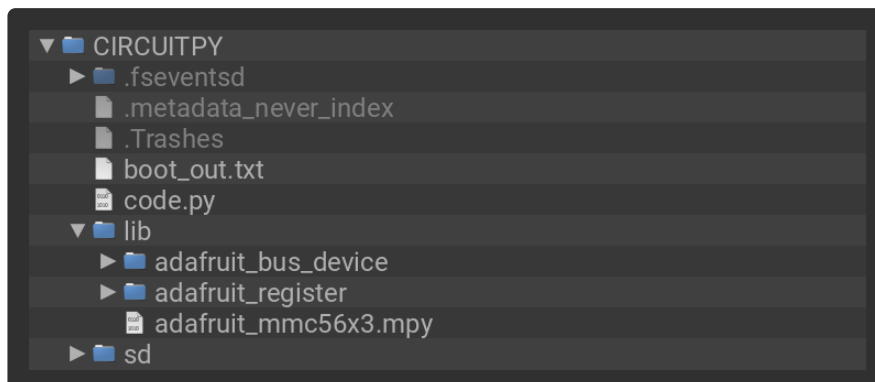 CIRCUITPY
.fseventsd
.metadata_never_index
.Trashes
boot_out.txt
code.py
lib
adafruit_bus_device
adafruit_register
adafruit_mmc56x3.mpy
sd